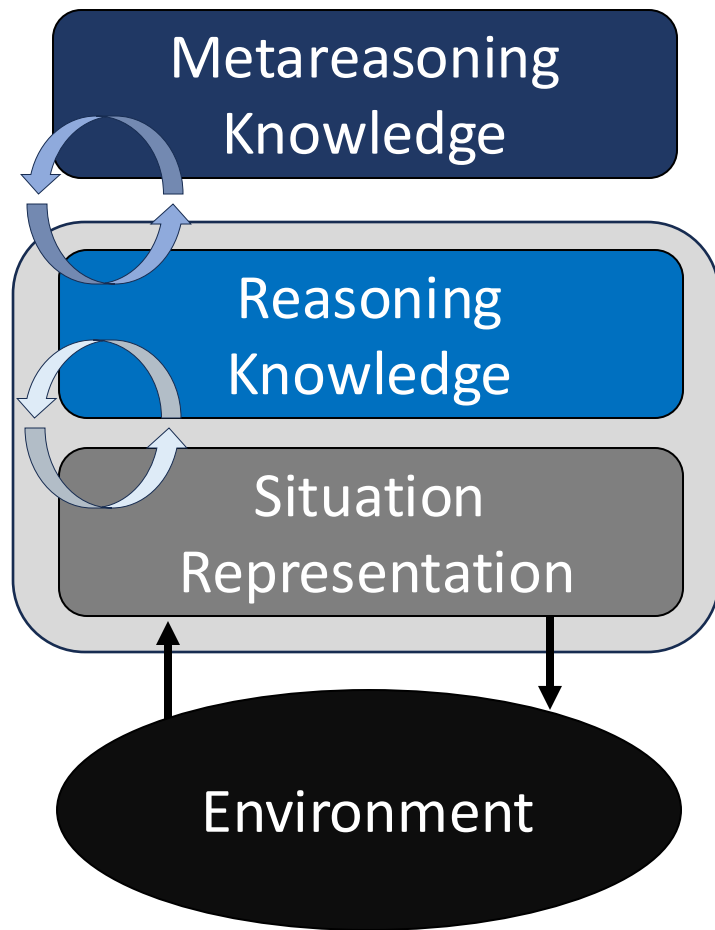 Metareasoning
Knowledge
Reasoning
Knowledge
Situation
Representation
Environment